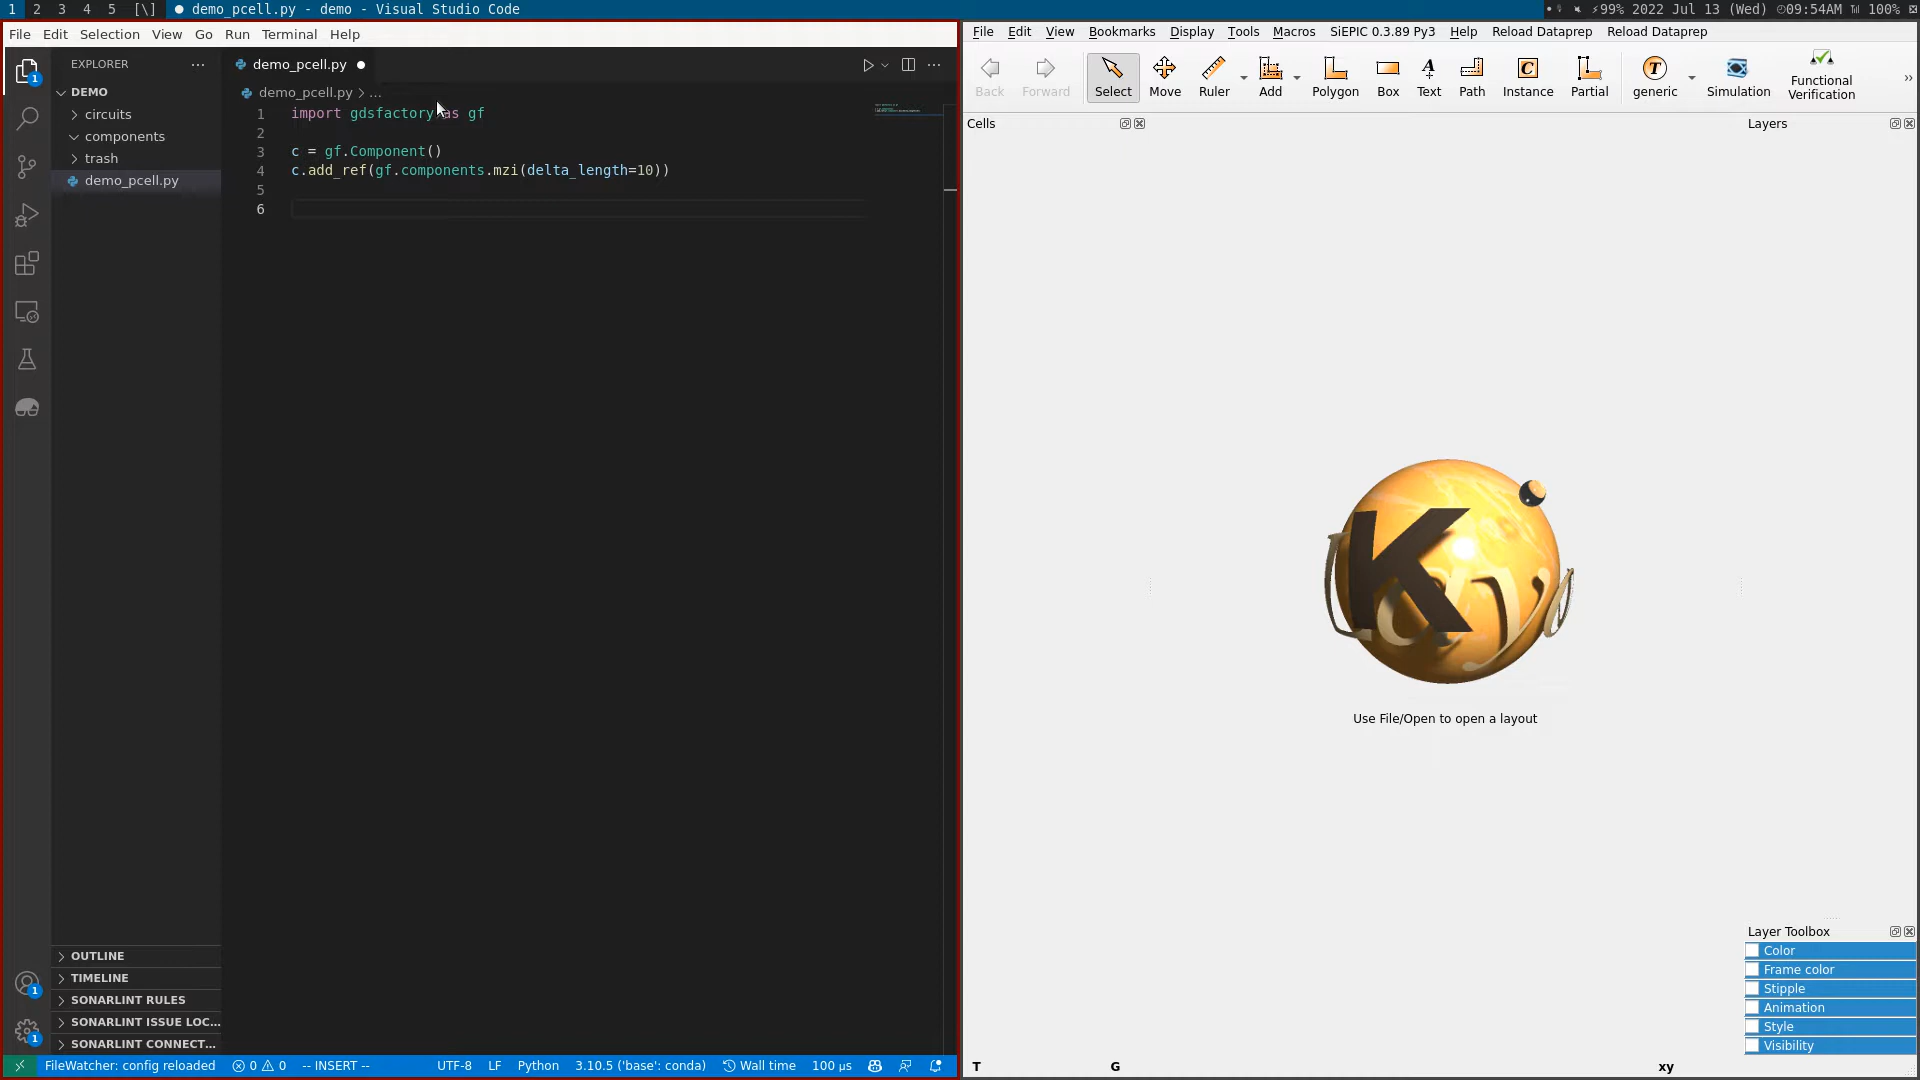 1 2 3 4 5 [\] demo_pcell.py - demo - Visual Studio Code
99% 2022 Jul 13 (Wed) 09:54AM 100%
File Edit Selection View Go Run Terminal Help
EXPLORER
DEMO
circuits
components
trash
demo_pcell.py
OUTLINE
TIMELINE
SONARLINT RULES
SONARLINT ISSUE LOC...
SONARLINT CONNECT...
1
1
1
demo_pcell.py
demo_pcell.py > ...
1 import gdsfactory as gf
2
3 c = gf.Component()
4 c.add_ref(gf.components.mzi(delta_length=10))
5
6
FileWatcher: config reloaded 0 0 -- INSERT -- UTF-8 LF Python 3.10.5 ('base': conda) Wall time 100 µs
File Edit View Bookmarks Display Tools Macros SiEPIC 0.3.89 Py3 Help Reload Dataprep Reload Dataprep
Back Forward Select Move Ruler Add Polygon Box Text Path Instance Partial generic Simulation Functional Verification »
Cells
Layers
K
Layo
Use File/Open to open a layout
Layer Toolbox
Color
Frame color
Stipple
Animation
Style
Visibility
T G xy